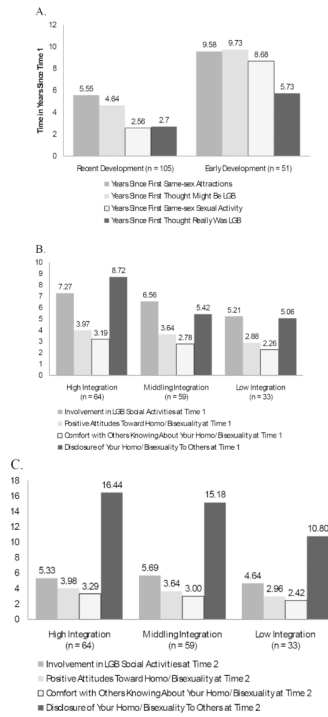 A.
Time in Years Since Time 1
12
10
8
6
4
2
0
5.55
4.64
2.56
2.7
9.58
9.73
8.68
5.73
Recent Development (n = 105)
Early Development (n = 51)
Years Since First Same-sex Attractions
Years Since First Thought Might Be LGB
Years Since First Same-sex Sexual Activity
Years Since First Thought Really Was LGB
B.
10
9
8
7
6
5
4
3
2
1
0
7.27
3.97
3.19
8.72
6.56
3.64
2.78
5.42
5.21
2.88
2.26
5.06
High Integration
(n = 64)
Middling Integration
(n = 59)
Low Integration
(n = 33)
Involvement in LGB Social Activities at Time 1
Positive Attitudes Toward Homo/Bisexuality at Time 1
Comfort with Others Knowing About Your Homo/Bisexuality at Time 1
Disclosure of Your Homo/Bisexuality To Others at Time 1
C.
18
16
14
12
10
8
6
4
2
0
5.33
3.98
3.29
16.44
5.69
3.64
3.00
15.18
4.64
2.96
2.42
10.80
High Integration
(n = 64)
Middling Integration
(n = 59)
Low Integration
(n = 33)
Involvement in LGB Social Activities at Time 2
Positive Attitudes Toward Homo/Bisexuality at Time 2
Comfort with Others Knowing About Your Homo/Bisexuality at Time 2
Disclosure of Your Homo/Bisexuality To Others at Time 2